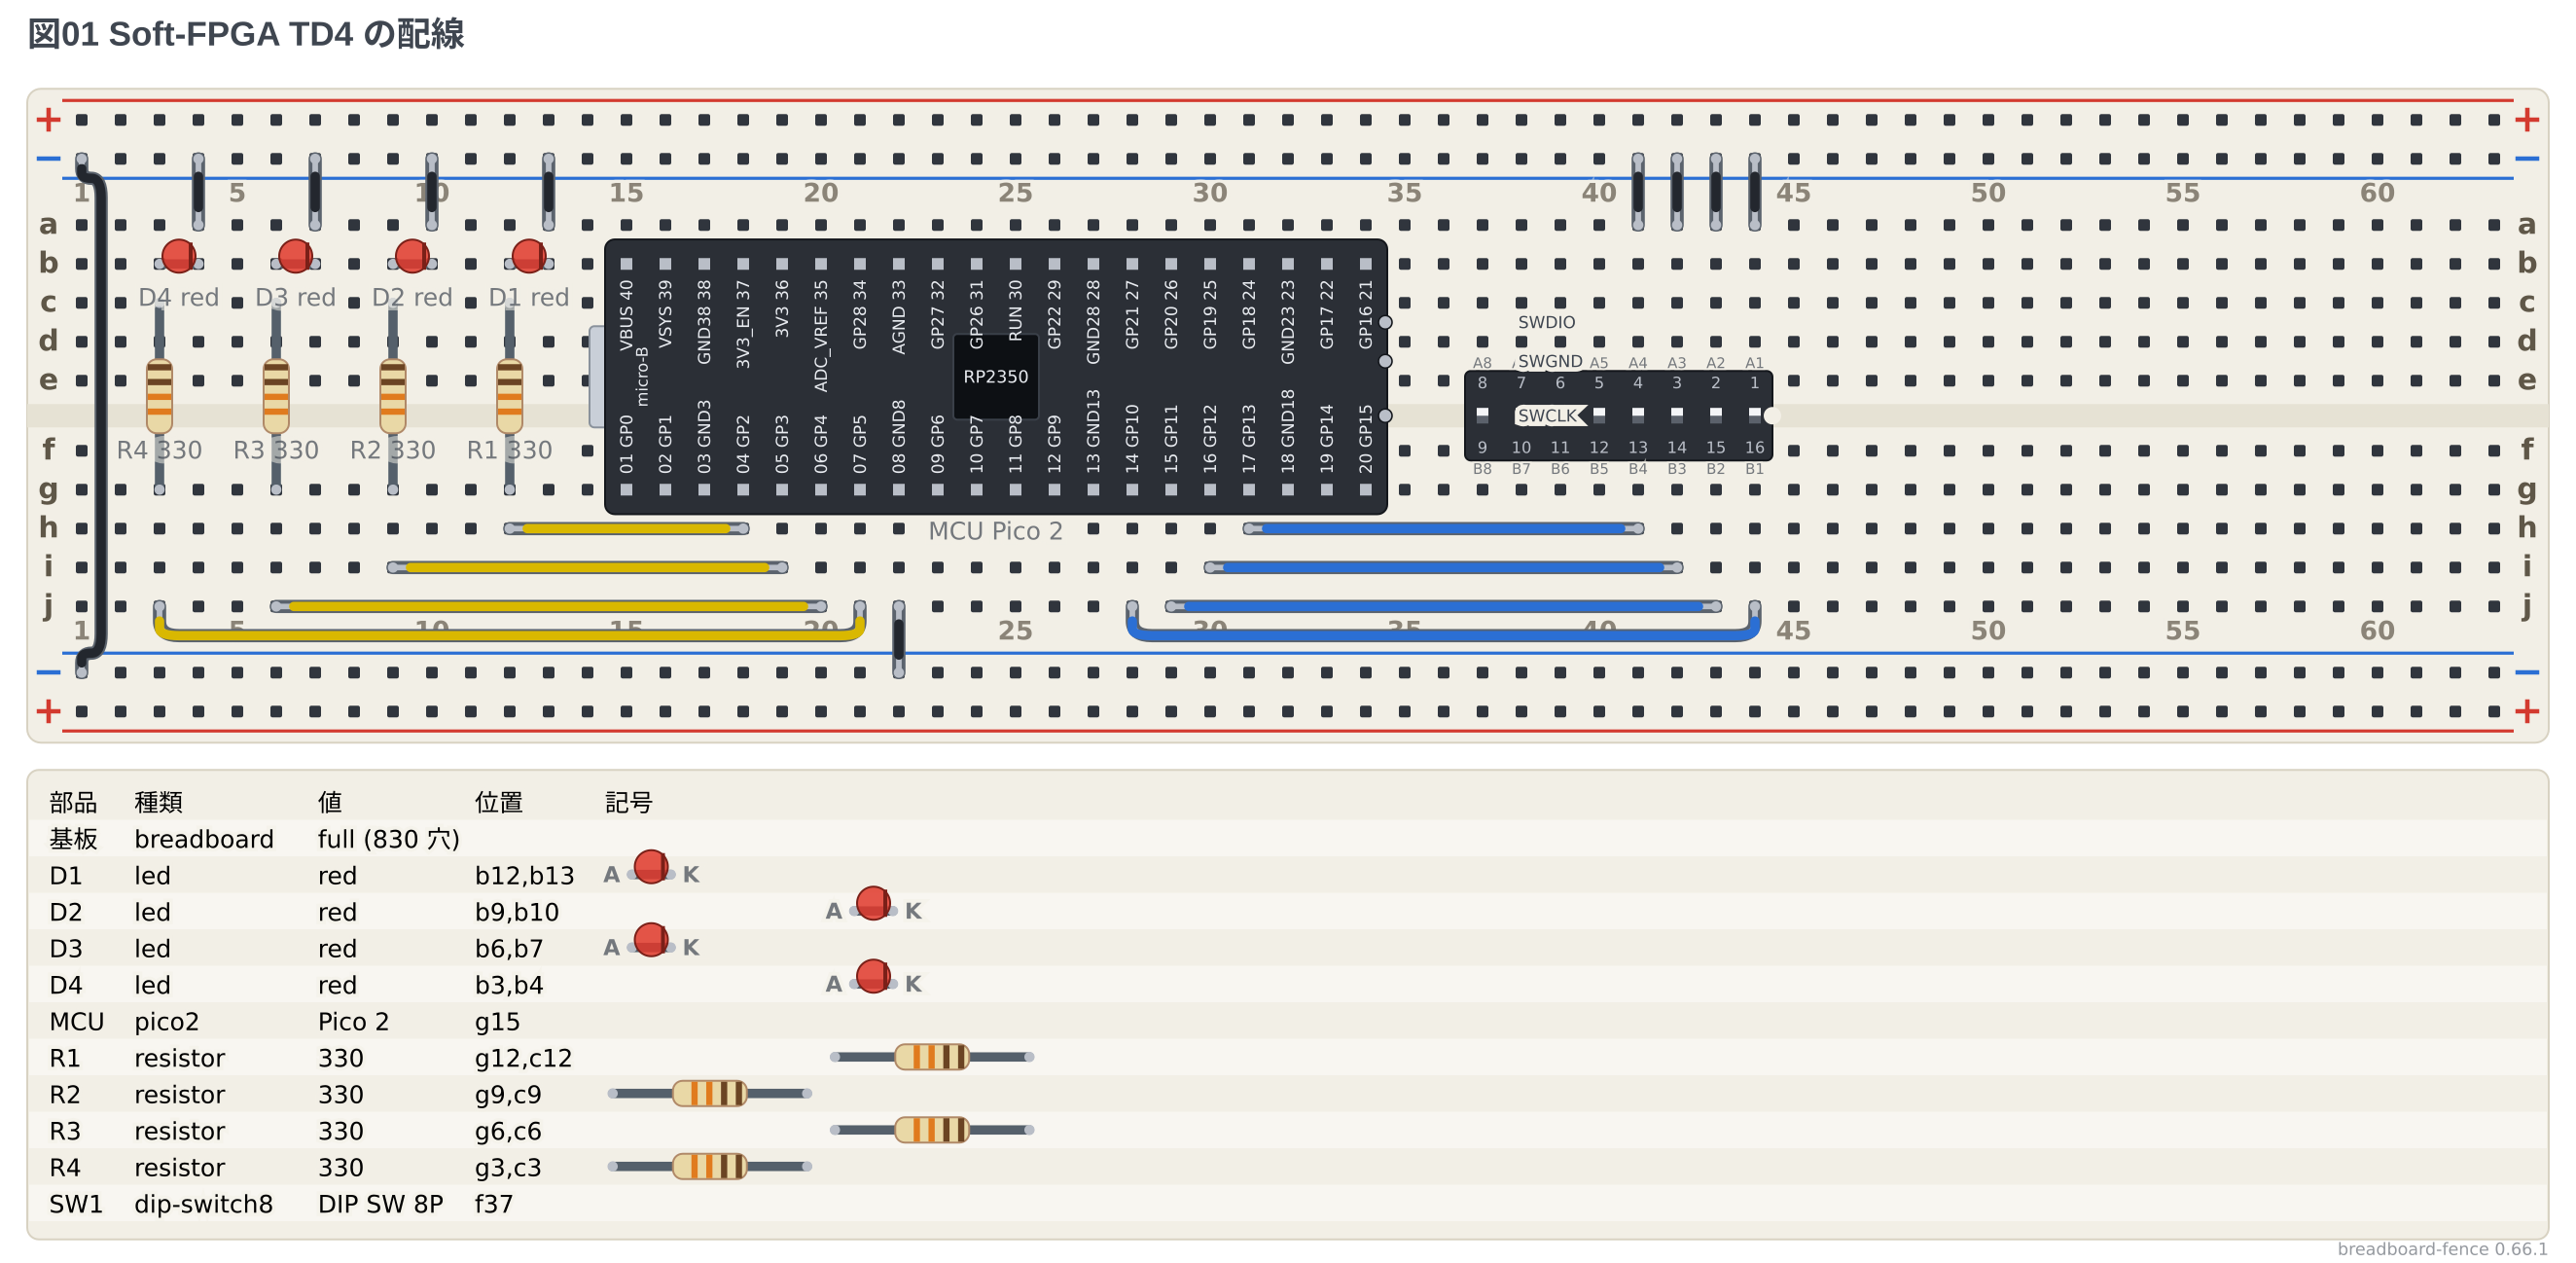 図01 Soft-FPGA TD4 の配線
+ +
− −
1 5 10 15 20 25 30 35 40 45 50 55 60
a a
b b
D4 red D3 red D2 red D1 red
c c
d d
e e
VBUS 40 VSYS 39 GND38 38 3V3_EN 37 3V3 36 ADC_VREF 35 GP28 34 AGND 33 GP27 32 GP26 31 RUN 30 GP22 29 GND28 28 GP21 27 GP20 26 GP19 25 GP18 24 GND23 23 GP17 22 GP16 21
micro-B
RP2350
01 GP0 02 GP1 03 GND3 04 GP2 05 GP3 06 GP4 07 GP5 08 GND8 09 GP6 10 GP7 11 GP8 12 GP9 13 GND13 14 GP10 15 GP11 16 GP12 17 GP13 18 GND18 19 GP14 20 GP15
SWDIO
SWGND
SWCLK
A8 A5 A4 A3 A2 A1
8 7 6 5 4 3 2 1
9 10 11 12 13 14 15 16
B8 B7 B6 B5 B4 B3 B2 B1
R4 330 R3 330 R2 330 R1 330
f f
g g
h h
MCU Pico 2
i i
j j
1 5 10 15 20 25 30 35 40 45 50 55 60
− −
+ +
部品 種類 値 位置 記号
基板 breadboard full (830 穴)
D1 led red b12,b13 A K
D2 led red b9,b10 A K
D3 led red b6,b7 A K
D4 led red b3,b4 A K
MCU pico2 Pico 2 g15
R1 resistor 330 g12,c12
R2 resistor 330 g9,c9
R3 resistor 330 g6,c6
R4 resistor 330 g3,c3
SW1 dip-switch8 DIP SW 8P f37
breadboard-fence 0.66.1